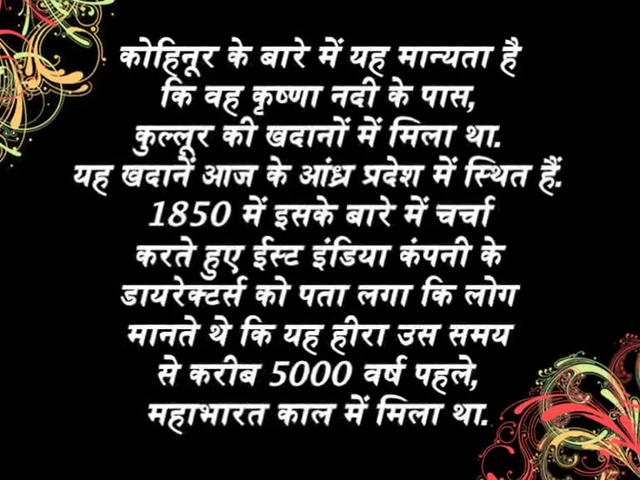 कोहिनूर के बारे में यह मान्यता है
कि वह कृष्णा नदी के पास,
कुल्लूर की खदानों में मिला था.
यह खदानें आज के आंध्र प्रदेश में स्थित हैं.
1850 में इसके बारे में चर्चा
करते हुए ईस्ट इंडिया कंपनी के
डायरेक्टर्स को पता लगा कि लोग
मानते थे कि यह हीरा उस समय
से करीब 5000 वर्ष पहले,
महाभारत काल में मिला था.